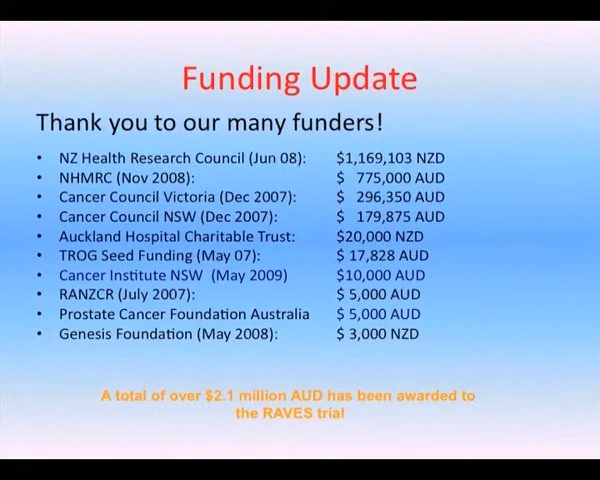 Funding Update
Thank you to our many funders!
• NZ Health Research Council (Jun 08): $1,169,103 NZD
• NHMRC (Nov 2008): $ 775,000 AUD
• Cancer Council Victoria (Dec 2007): $ 296,350 AUD
• Cancer Council NSW (Dec 2007): $ 179,875 AUD
• Auckland Hospital Charitable Trust: $20,000 NZD
• TROG Seed Funding (May 07): $ 17,828 AUD
• Cancer Institute NSW (May 2009) $10,000 AUD
• RANZCR (July 2007): $ 5,000 AUD
• Prostate Cancer Foundation Australia $ 5,000 AUD
• Genesis Foundation (May 2008): $ 3,000 NZD
A total of over $2.1 million AUD has been awarded to
the RAVES trial